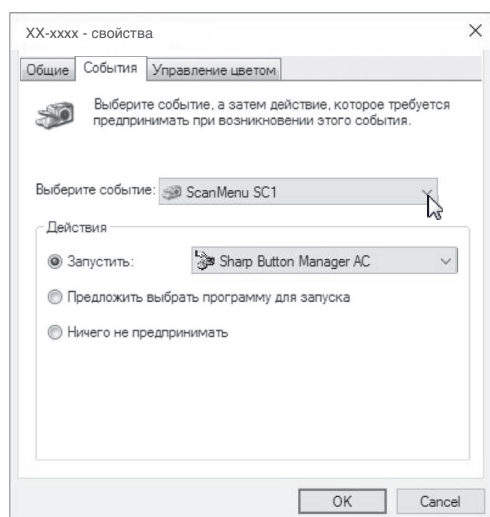 XX-xxxx - свойства
Общие События Управление цветом
Выберите событие, а затем действие, которое требуется
предпринимать при возникновении этого события.
Выберите событие: ScanMenu SC1
Действия
Запустить: Sharp Button Manager AC
Предложить выбрать программу для запуска
Ничего не предпринимать
OK Cancel